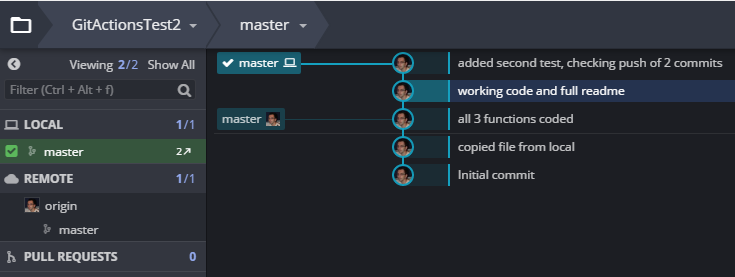 GitActionsTest2 master
Viewing 2/2 Show All
Filter (Ctrl + Alt + f)
LOCAL 1/1
master 2
REMOTE 1/1
origin
master
PULL REQUESTS 0
master added second test, checking push of 2 commits
working code and full readme
master all 3 functions coded
copied file from local
Initial commit